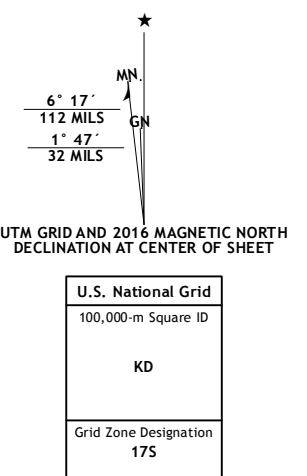 ★
MN.
6° 17´
112 MILS
GN
1° 47´
32 MILS
UTM GRID AND 2016 MAGNETIC NORTH
DECLINATION AT CENTER OF SHEET
U.S. National Grid
100,000-m Square ID
KD
Grid Zone Designation
17S